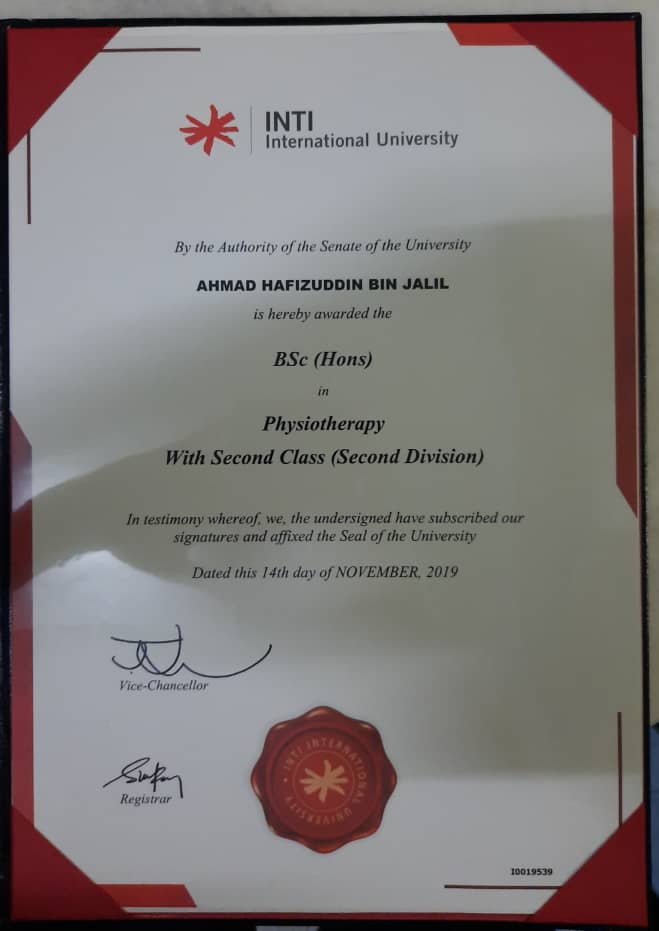 INTI
International University
By the Authority of the Senate of the University
AHMAD HAFIZUDDIN BIN JALIL
is hereby awarded the
BSc (Hons)
in
Physiotherapy
With Second Class (Second Division)
In testimony whereof, we, the undersigned have subscribed our
signatures and affixed the Seal of the University
Dated this 14th day of NOVEMBER, 2019
Vice-Chancellor
Registrar
INTI INTERNATIONAL UNIVERSITY
I0019539